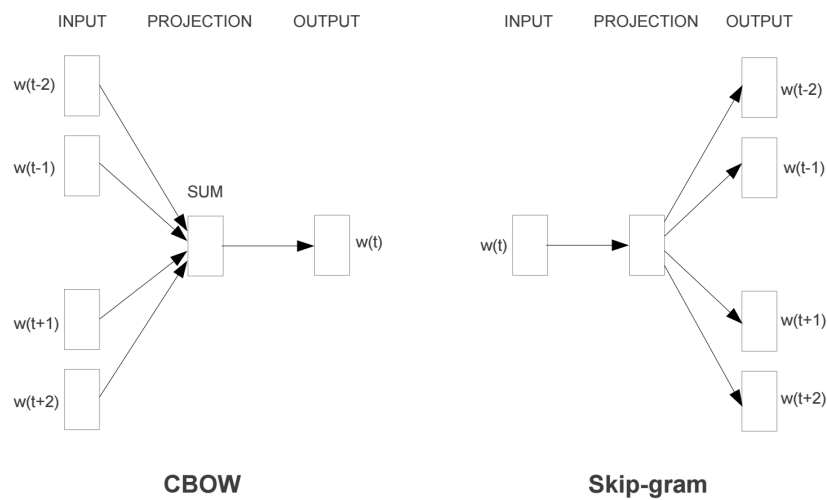 INPUT PROJECTION OUTPUT
w(t-2)
w(t-1)
SUM
w(t)
w(t+1)
w(t+2)
CBOW
INPUT PROJECTION OUTPUT
w(t-2)
w(t-1)
w(t)
w(t+1)
w(t+2)
Skip-gram